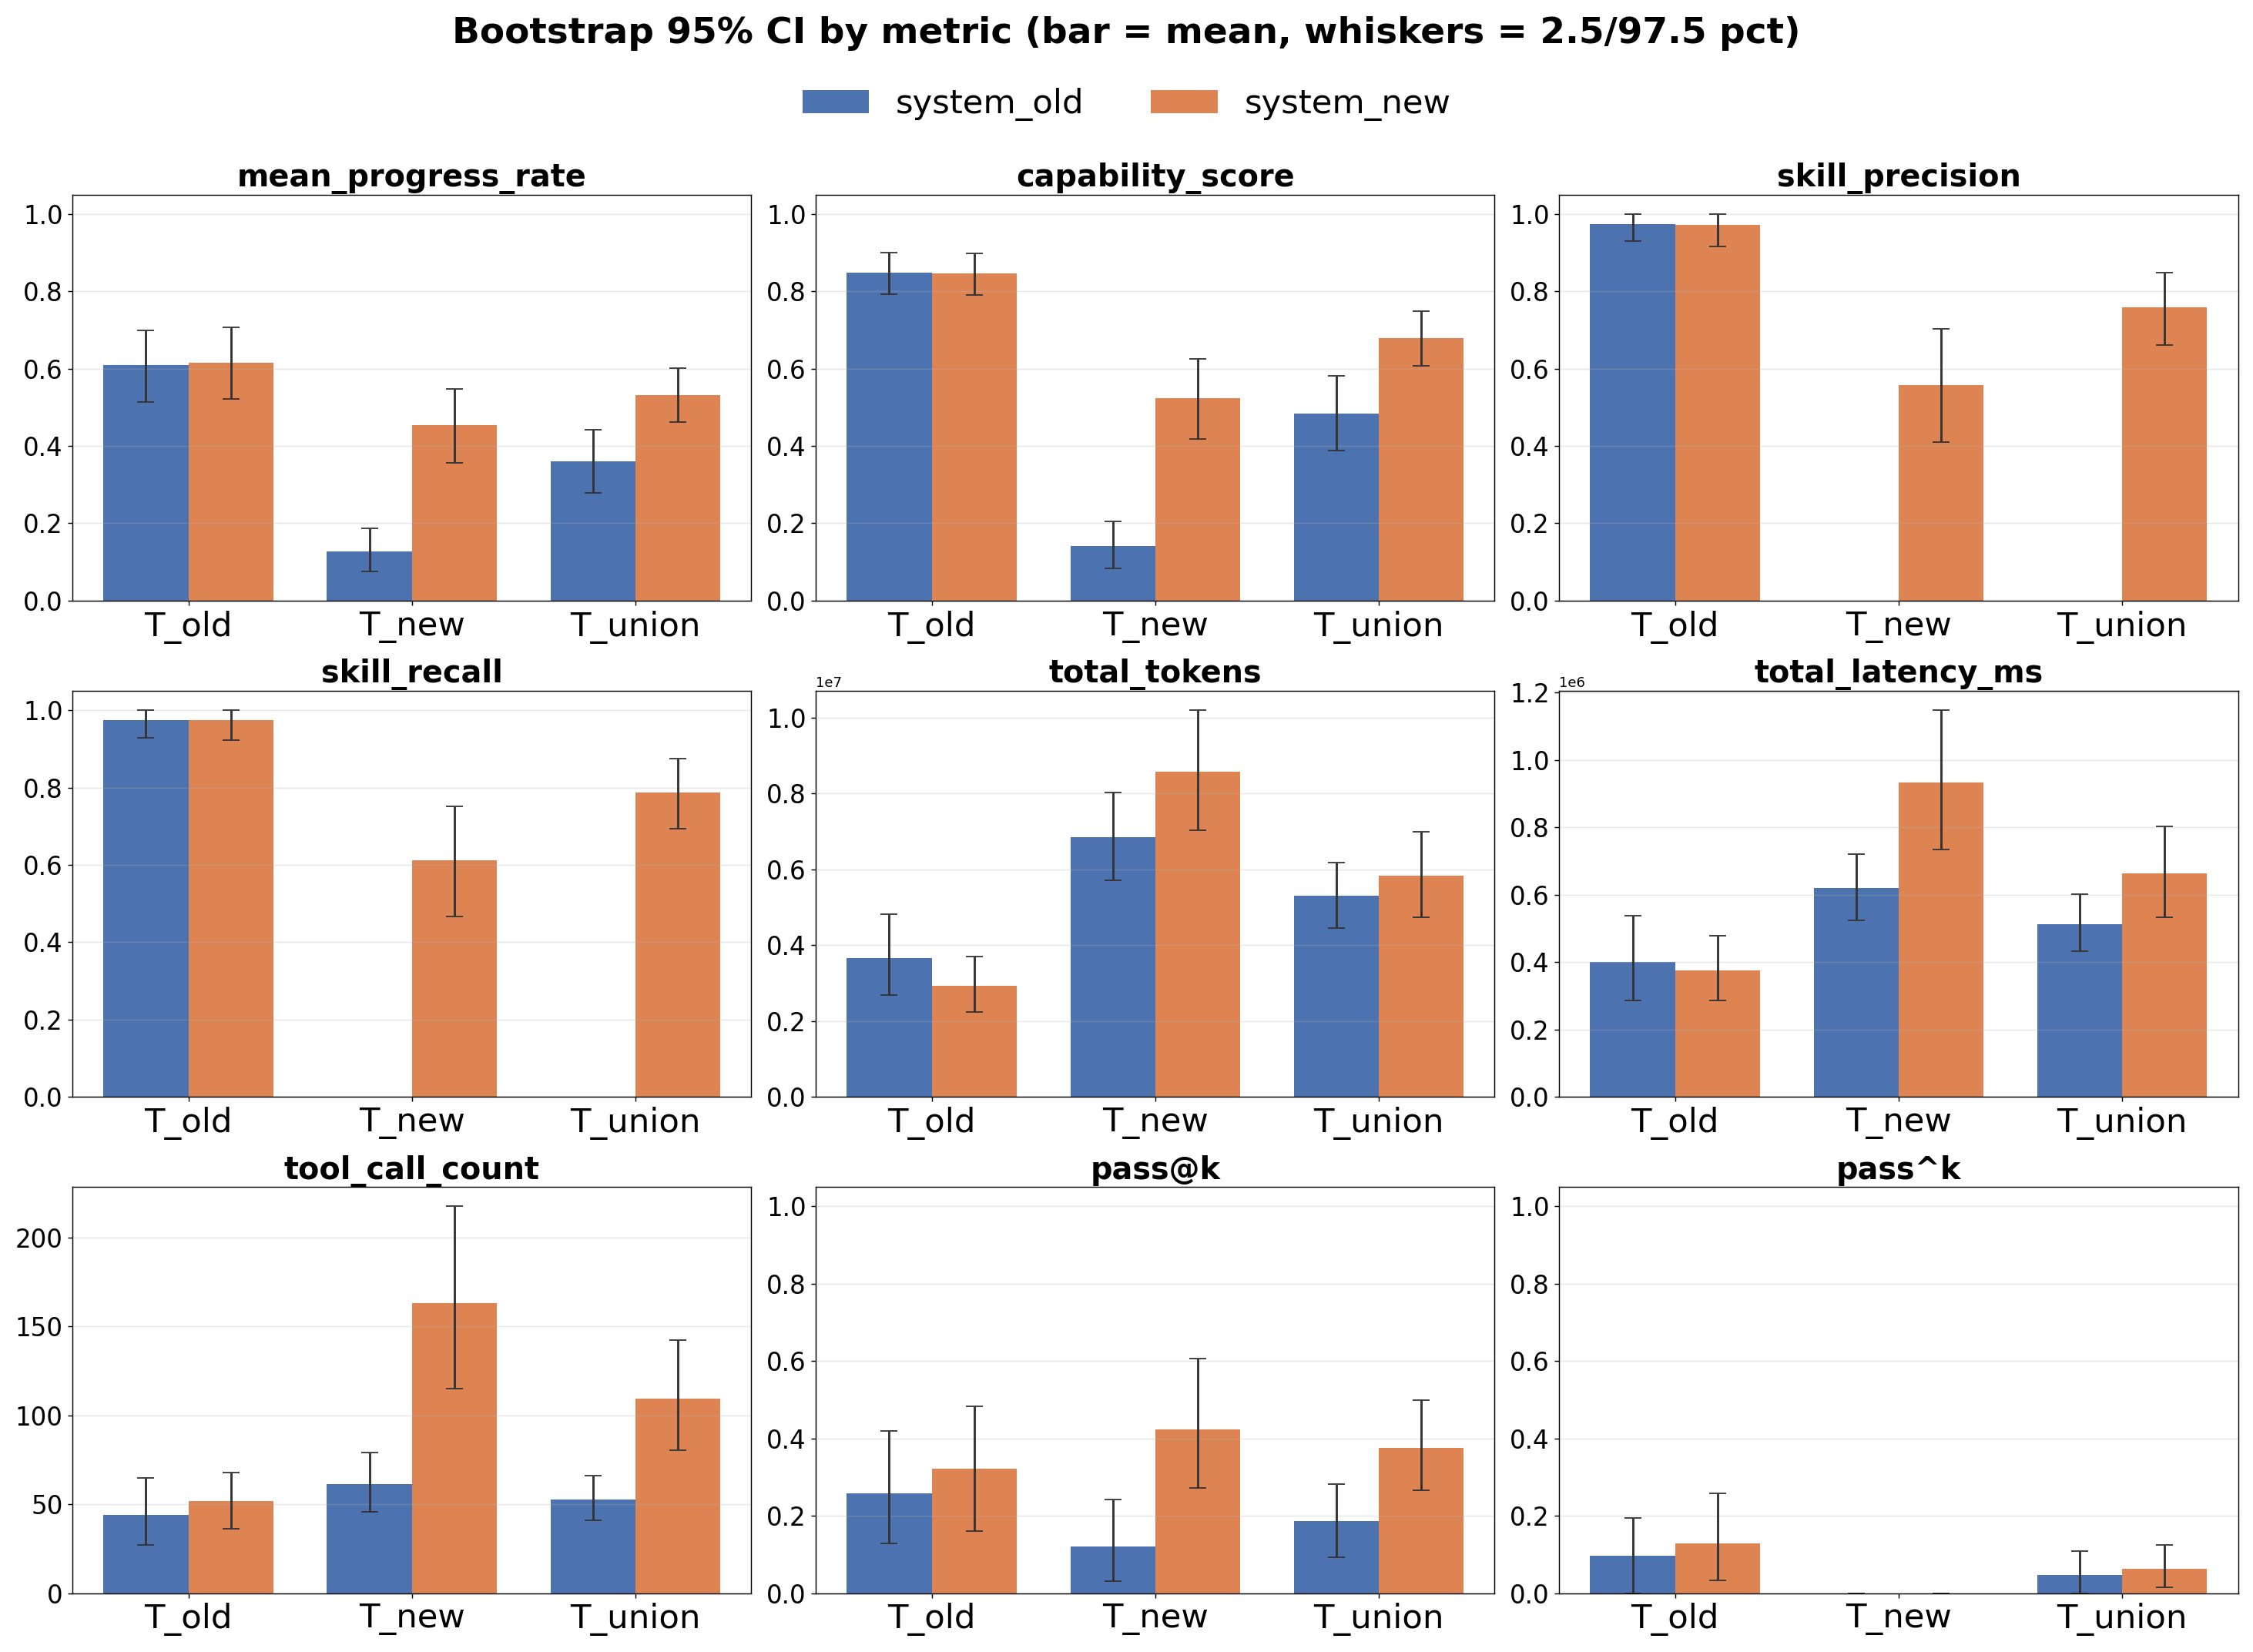 Bootstrap 95% CI by metric (bar = mean, whiskers = 2.5/97.5 pct)
system_old system_new
mean_progress_rate
1.0
0.8
0.6
0.4
0.2
0.0
T_old T_new T_union
capability_score
1.0
0.8
0.6
0.4
0.2
0.0
T_old T_new T_union
skill_precision
1.0
0.8
0.6
0.4
0.2
0.0
T_old T_new T_union
skill_recall
1.0
0.8
0.6
0.4
0.2
0.0
T_old T_new T_union
total_tokens
1e7
1.0
0.8
0.6
0.4
0.2
0.0
T_old T_new T_union
total_latency_ms
1e6
1.2
1.0
0.8
0.6
0.4
0.2
0.0
T_old T_new T_union
tool_call_count
200
150
100
50
0
T_old T_new T_union
pass@k
1.0
0.8
0.6
0.4
0.2
0.0
T_old T_new T_union
pass^k
1.0
0.8
0.6
0.4
0.2
0.0
T_old T_new T_union